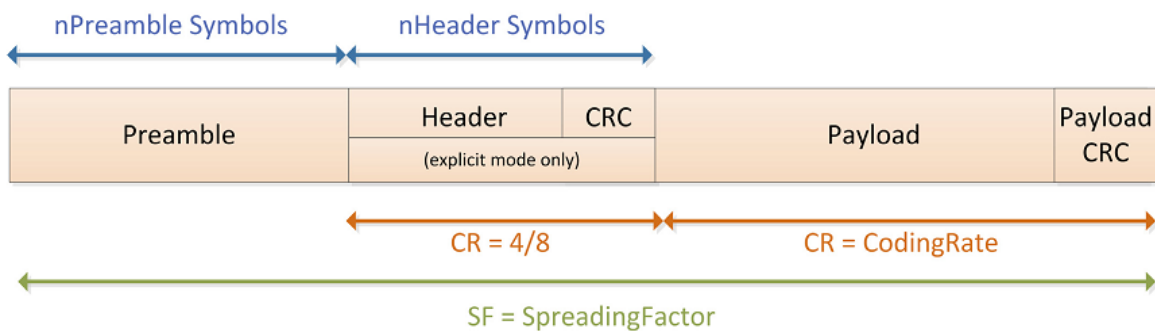 nPreamble Symbols
nHeader Symbols
Preamble
Header
CRC
(explicit mode only)
Payload
Payload
CRC
CR = 4/8
CR = CodingRate
SF = SpreadingFactor